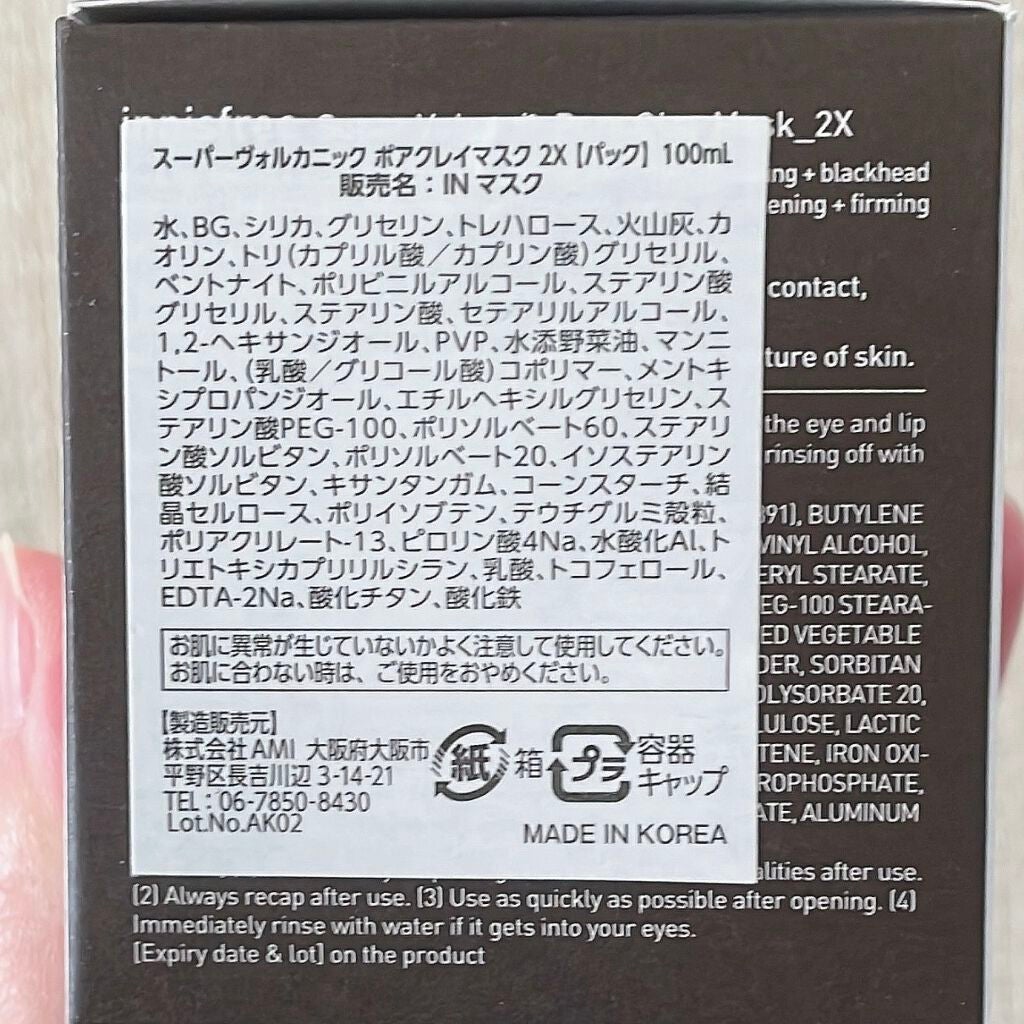 innisfree
sk_2X
スーパーヴォルカニック ポアクレイマスク 2X【パック】 100mL
販売名：IN マスク
ing + blackhead
ening + firming
水、BG、シリカ、グリセリン、トレハロース、火山灰、カ
オリン、トリ(カプリル酸／カプリン酸)グリセリル、
ベントナイト、ポリビニルアルコール、ステアリン酸
contact,
グリセリル、ステアリン酸、セテアリルアルコール、
1,2-ヘキサンジオール、PVP、水添野菜油、マンニ
ture of skin.
トール、(乳酸／グリコール酸)コポリマー、メントキ
シプロパンジオール、エチルヘキシルグリセリン、ス
テアリン酸PEG-100、ポリソルベート60、ステアリ
the eye and lip
ン酸ソルビタン、ポリソルベート20、イソステアリン
rinsing off with
酸ソルビタン、キサンタンガム、コーンスターチ、結
晶セルロース、ポリイソブテン、テウチグルミ殻粒、
391), BUTYLENE
ポリアクリレート-13、ピロリン酸4Na、水酸化Al、ト
VINYL ALCOHOL,
リエトキシカプリリルシラン、乳酸、トコフェロール、
ERYL STEARATE,
EDTA-2Na、酸化チタン、酸化鉄
EG-100 STEARA-
ED VEGETABLE
お肌に異常が生じていないかよく注意して使用してください。
お肌に合わない時は、ご使用をおやめください。
DER, SORBITAN
OLYSORBATE 20,
【製造販売元】
LULOSE, LACTIC
株式会社AMI 大阪府大阪市
平野区長吉川辺 3-14-21
TEL：06-7850-8430
Lot.No.AK02
紙 箱 プラ 容器
キャップ
TENE, IRON OXI-
ROPHOSPHATE,
ATE, ALUMINUM
MADE IN KOREA
alities after use.
(2) Always recap after use. (3) Use as quickly as possible after opening. (4)
Immediately rinse with water if it gets into your eyes.
[Expiry date & lot] on the product